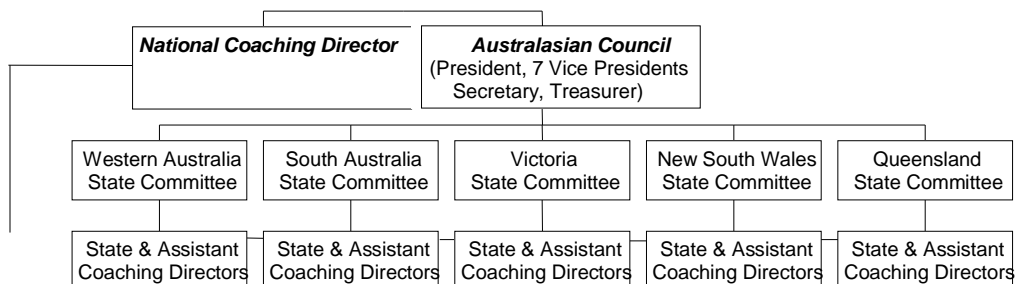 National Coaching Director
Australasian Council
(President, 7 Vice Presidents
Secretary, Treasurer)
Western Australia
State Committee
South Australia
State Committee
Victoria
State Committee
New South Wales
State Committee
Queensland
State Committee
State & Assistant
Coaching Directors
State & Assistant
Coaching Directors
State & Assistant
Coaching Directors
State & Assistant
Coaching Directors
State & Assistant
Coaching Directors